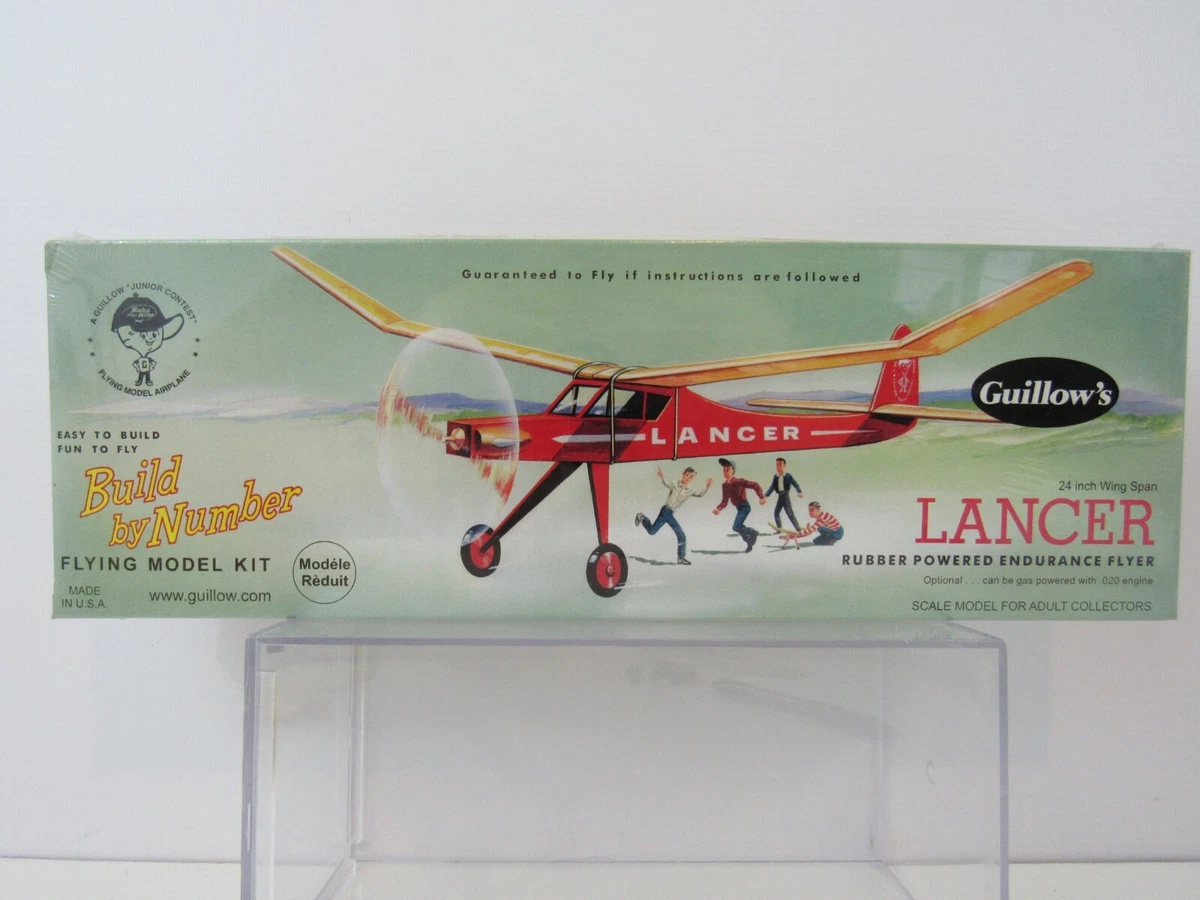 Guaranteed to Fly if instructions are followed
A GUILLOW "JUNIOR CONTEST"
FLYING MODEL AIRPLANE
G
Guillow's
LANCER
EASY TO BUILD
FUN TO FLY
Build
by Number
FLYING MODEL KIT
MADE
IN U.S.A.
www.guillow.com
Modéle
Rèduit
24 inch Wing Span
LANCER
RUBBER POWERED ENDURANCE FLYER
Optional . . . can be gas powered with .020 engine
SCALE MODEL FOR ADULT COLLECTORS